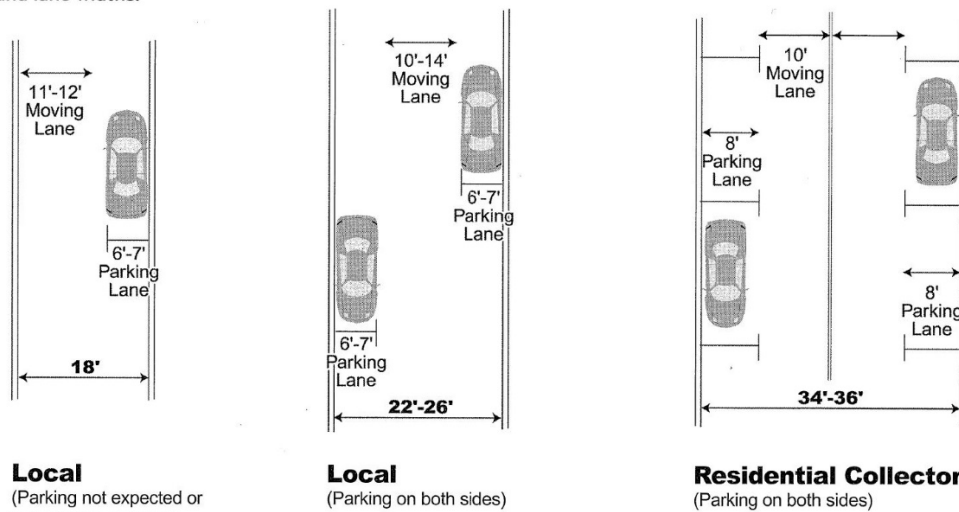 11'-12'
Moving
Lane
6'-7'
Parking
Lane
18'
Local
(Parking not expected or
10'-14'
Moving
Lane
6'-7'
Parking
Lane
6'-7'
Parking
Lane
22'-26'
Local
(Parking on both sides)
10'
Moving
Lane
8'
Parking
Lane
8'
Parking
Lane
34'-36'
Residential Collector
(Parking on both sides)